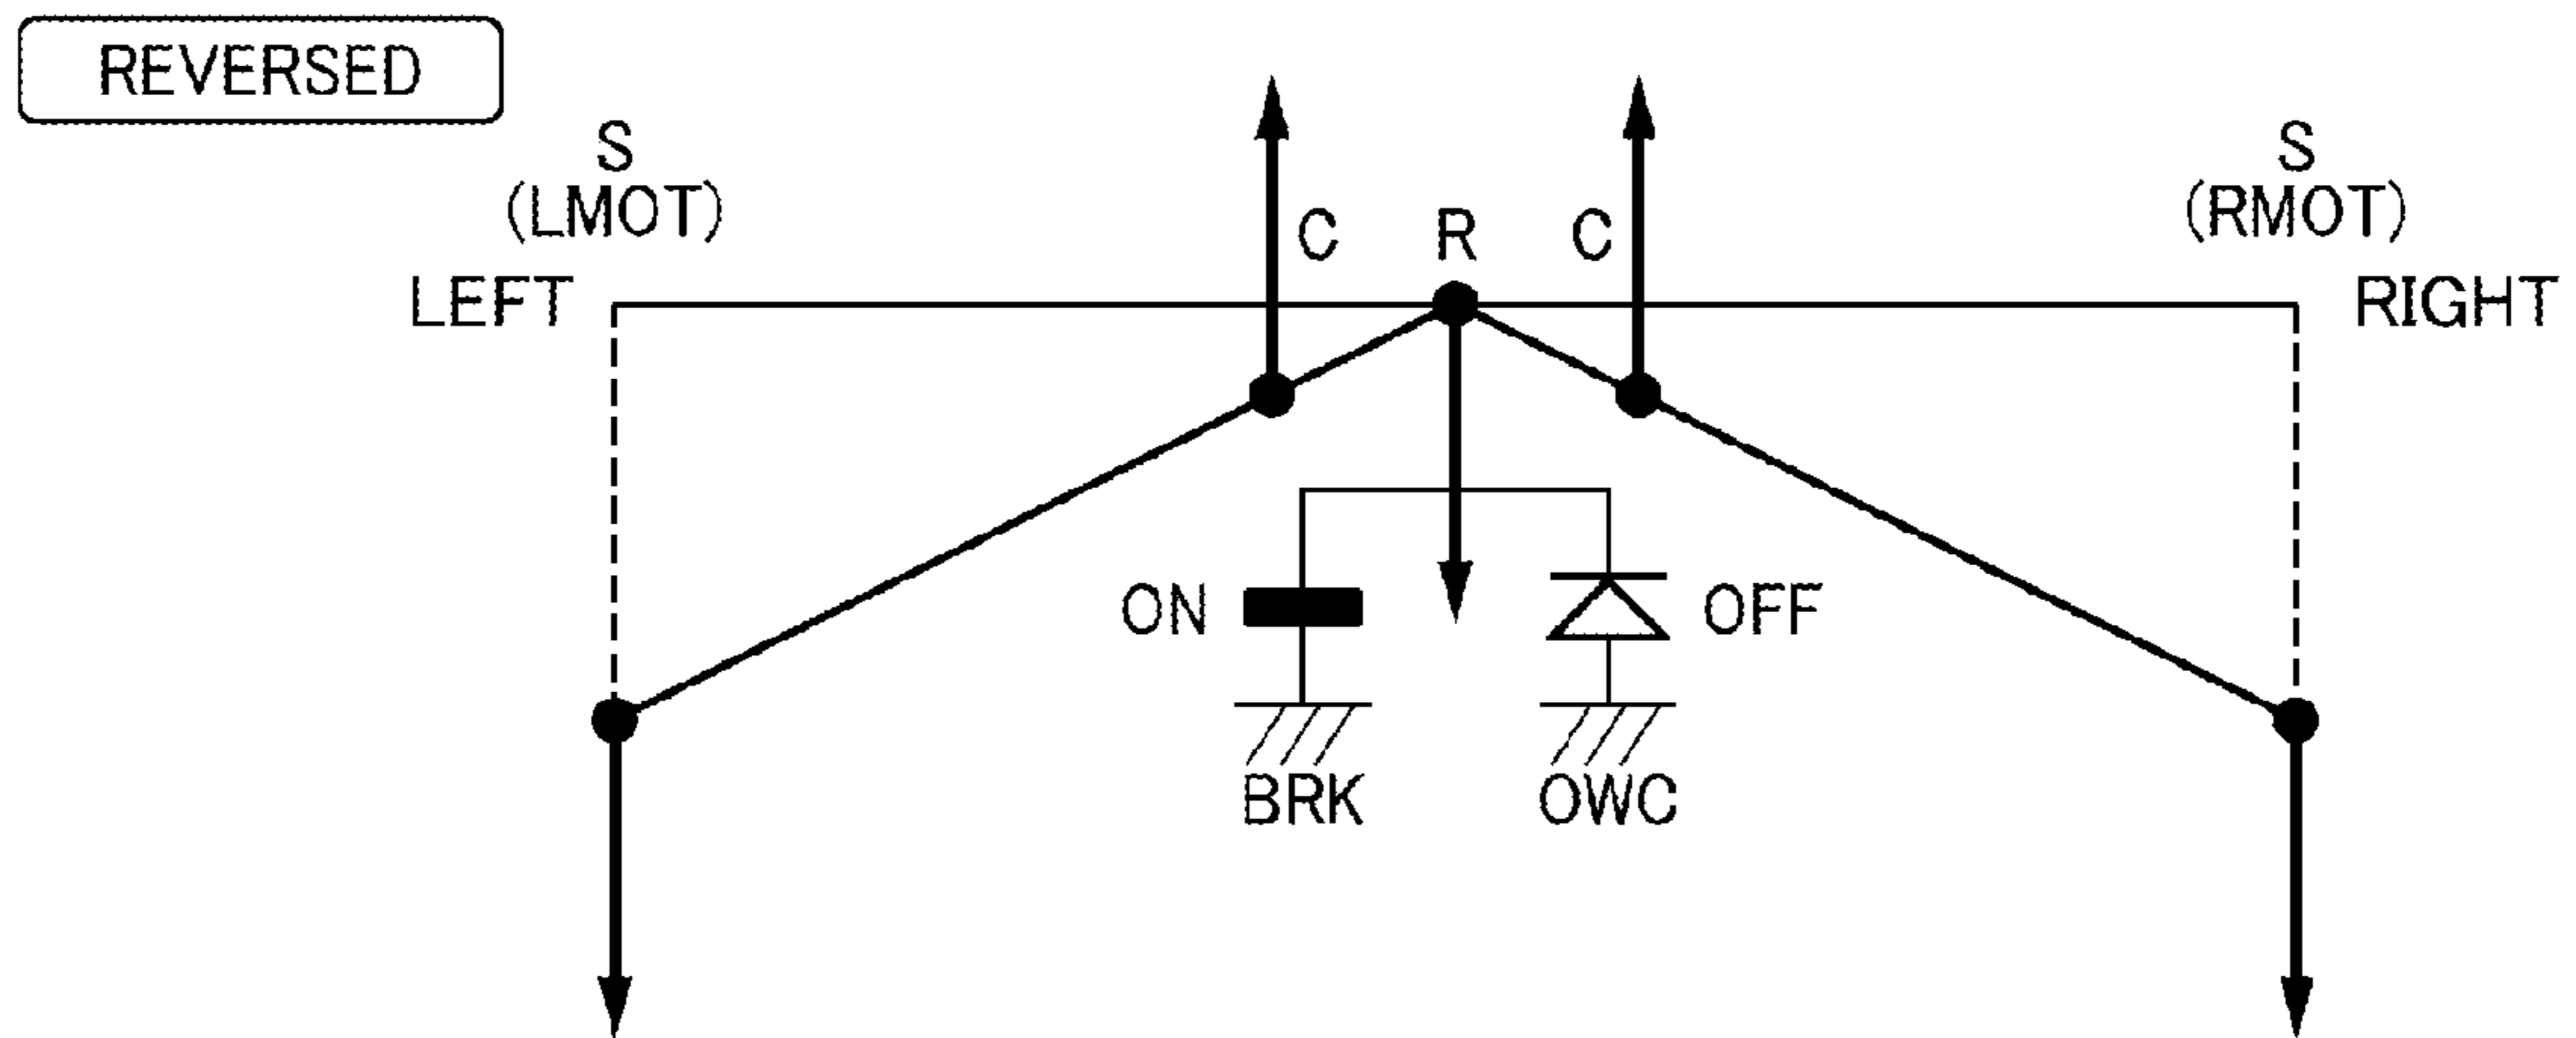 REVERSED
S
(LMOT)
S
(RMOT)
C
R
C
LEFT
RIGHT
ON
OFF
BRK
OWC